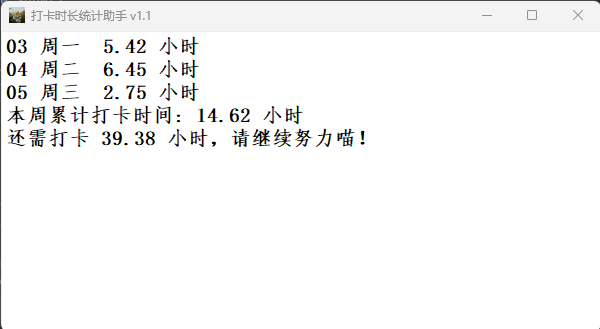 打卡时长统计助手 v1.1
03 周一 5.42 小时
04 周二 6.45 小时
05 周三 2.75 小时
本周累计打卡时间：14.62 小时
还需打卡 39.38 小时，请继续努力喵！